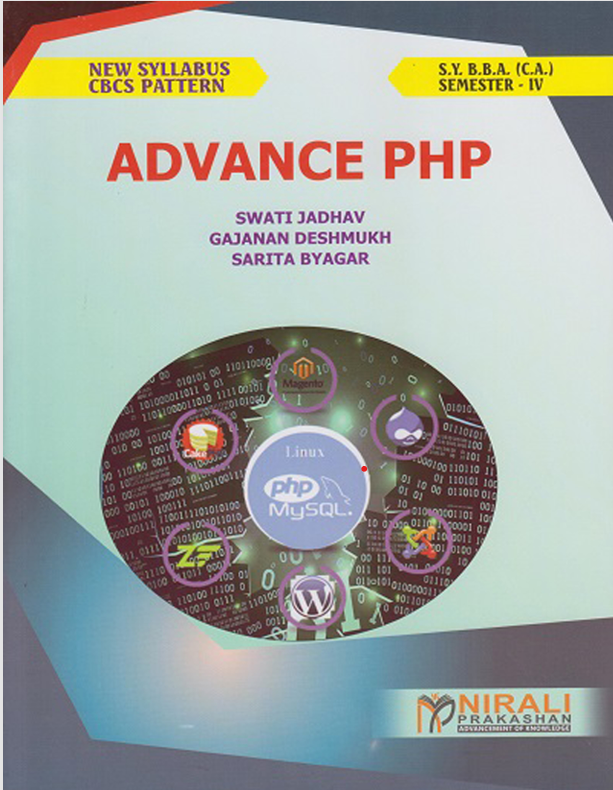 NEW SYLLABUS
CBCS PATTERN
S.Y. B.B.A. (C.A.)
SEMESTER - IV
ADVANCE PHP
SWATI JADHAV
GAJANAN DESHMUKH
SARITA BYAGAR
Magento
Cake
Linux
php
MySQL.
NIRALI
PRAKASHAN
ADVANCEMENT OF KNOWLEDGE